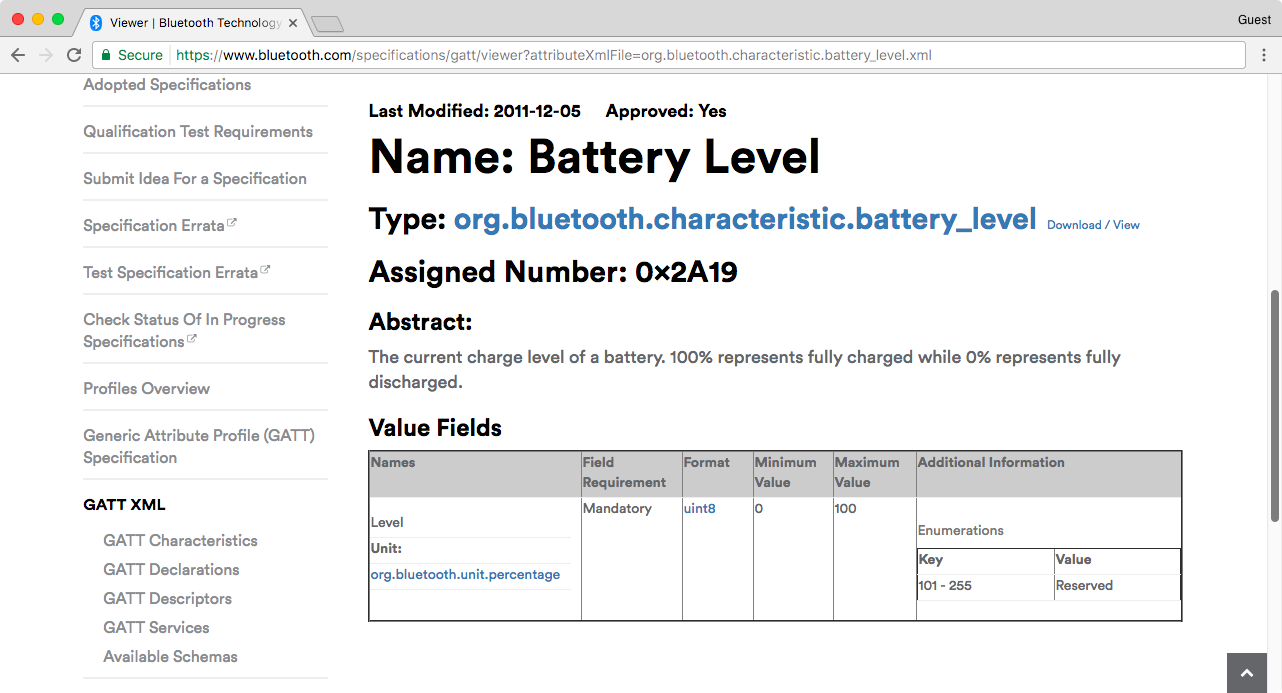 Viewer | Bluetooth Technology
Guest
Secure
https://www.bluetooth.com/specifications/gatt/viewer?attributeXmlFile=org.bluetooth.characteristic.battery_level.xml
Adopted Specifications
Qualification Test Requirements
Submit Idea For a Specification
Specification Errata
Test Specification Errata
Check Status Of In Progress
Specifications
Profiles Overview
Generic Attribute Profile (GATT)
Specification
GATT XML
GATT Characteristics
GATT Declarations
GATT Descriptors
GATT Services
Available Schemas
Last Modified: 2011-12-05 Approved: Yes
Name: Battery Level
Type: org.bluetooth.characteristic.battery_level Download / View
Assigned Number: 0×2A19
Abstract:
The current charge level of a battery. 100% represents fully charged while 0% represents fully
discharged.
Value Fields
Names
Field
Requirement
Format
Minimum
Value
Maximum
Value
Additional Information
Level
Unit:
org.bluetooth.unit.percentage
Mandatory
uint8
0
100
Enumerations
Key Value
101 - 255 Reserved